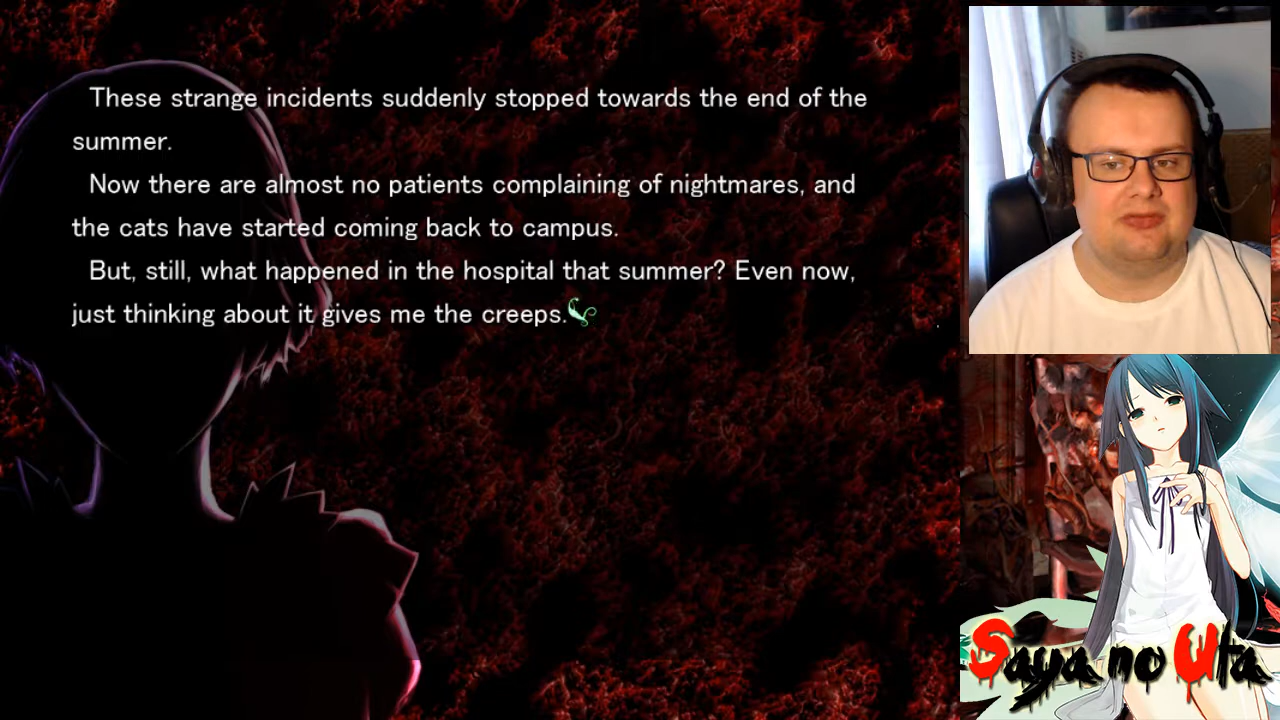 These strange incidents suddenly stopped towards the end of the
summer.
Now there are almost no patients complaining of nightmares, and
the cats have started coming back to campus.
But, still, what happened in the hospital that summer? Even now,
just thinking about it gives me the creeps.
Saya no Uta